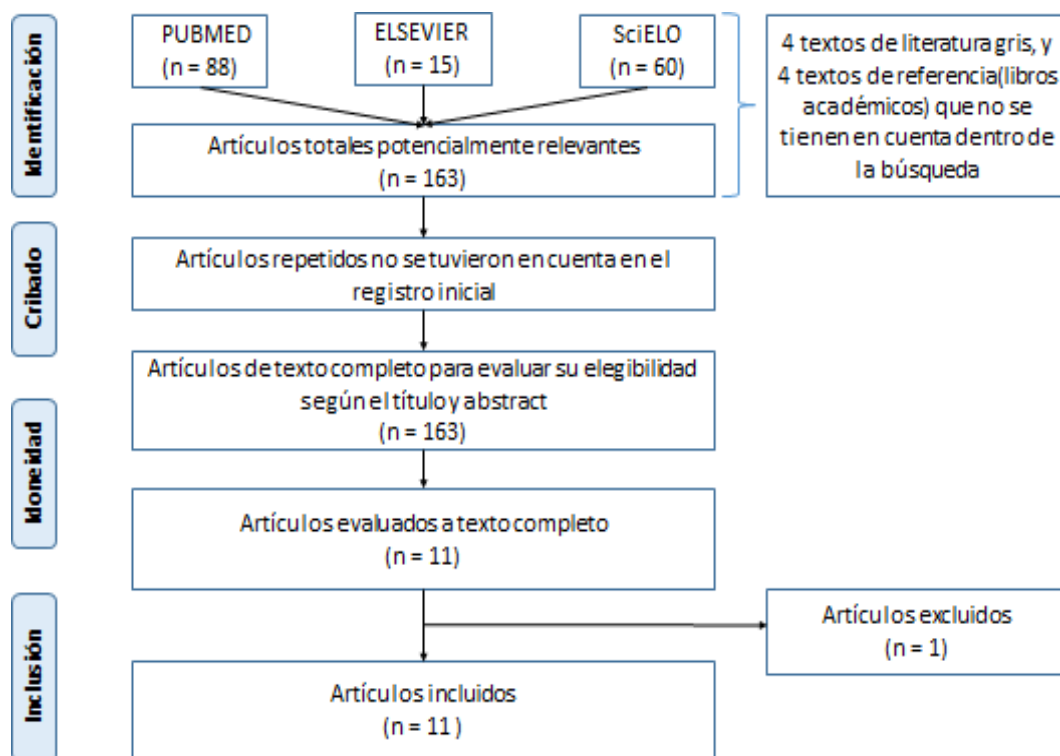 Identificación
PUBMED
(n = 88)
ELSEVIER
(n = 15)
SciELO
(n = 60)
4 textos de literatura gris, y
4 textos de referencia(libros
académicos) que no se
tienen en cuenta dentro de
la búsqueda
Artículos totales potencialmente relevantes
(n = 163)
Cribado
Artículos repetidos no se tuvieron en cuenta en el
registro inicial
Artículos de texto completo para evaluar su elegibilidad
según el título y abstract
(n = 163)
Idoneidad
Artículos evaluados a texto completo
(n = 11)
Inclusión
Artículos excluidos
(n = 1)
Artículos incluidos
(n = 11 )